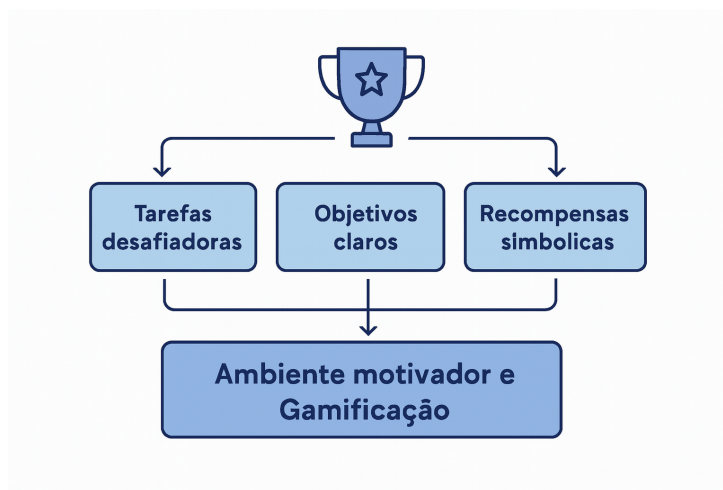 Tarefas
desafiadoras
Objetivos
claros
Recompensas
simbolicas
Ambiente motivador e
Gamificação